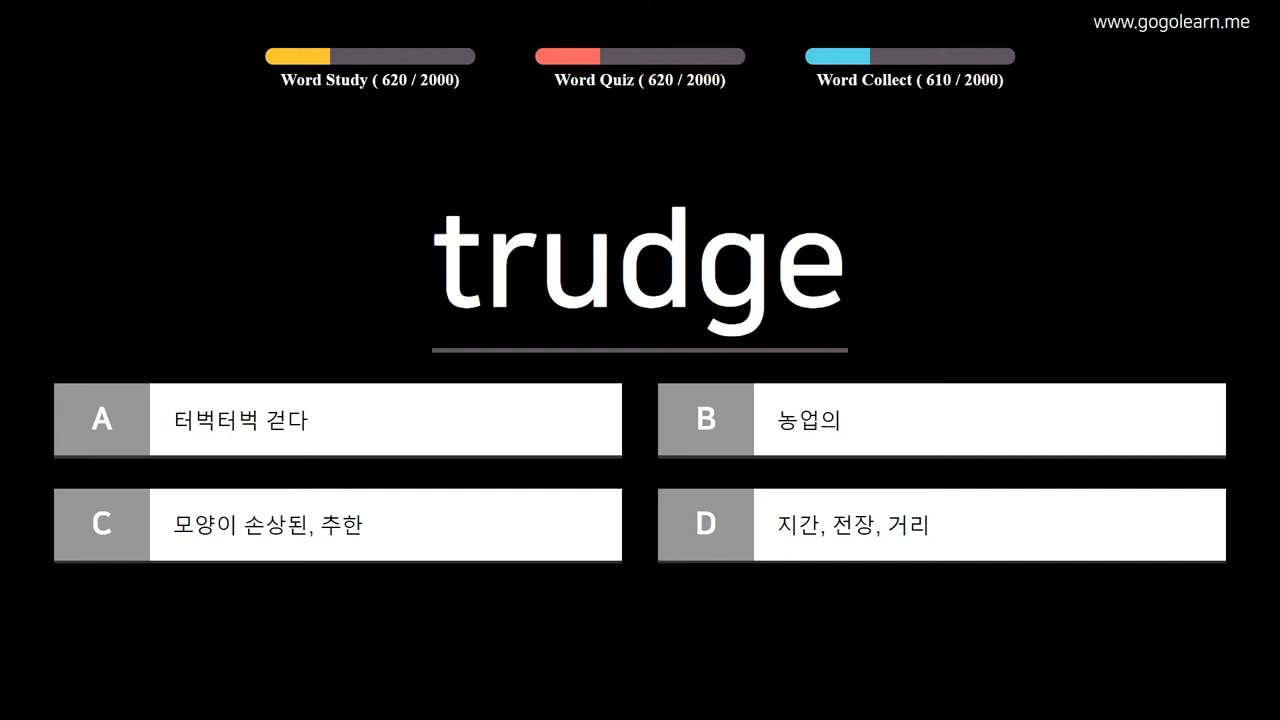 www.gogolearn.me
Word Study ( 620 / 2000)
Word Quiz ( 620 / 2000)
Word Collect ( 610 / 2000)
trudge
A 터벅터벅 걷다
B 농업의
C 모양이 손상된, 추한
D 지간, 전장, 거리